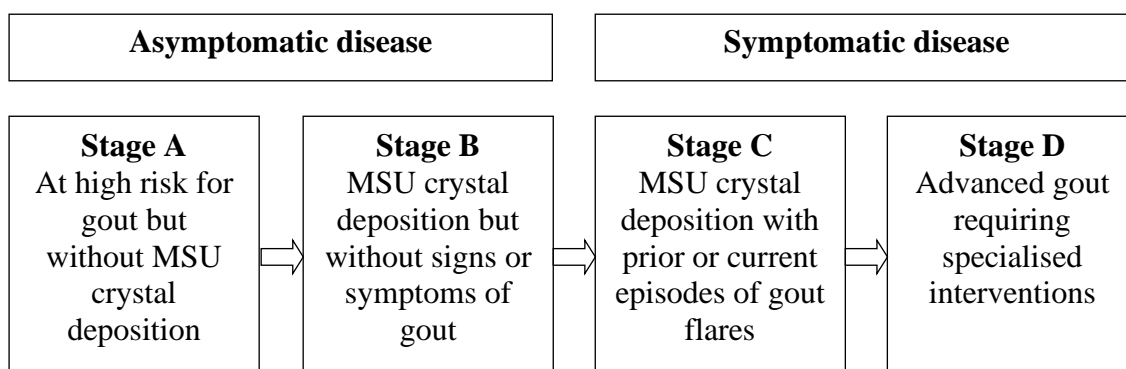 Asymptomatic disease
Symptomatic disease
Stage A
At high risk for
gout but
without MSU
crystal
deposition
Stage B
MSU crystal
deposition but
without signs or
symptoms of
gout
Stage C
MSU crystal
deposition with
prior or current
episodes of gout
flares
Stage D
Advanced gout
requiring
specialised
interventions